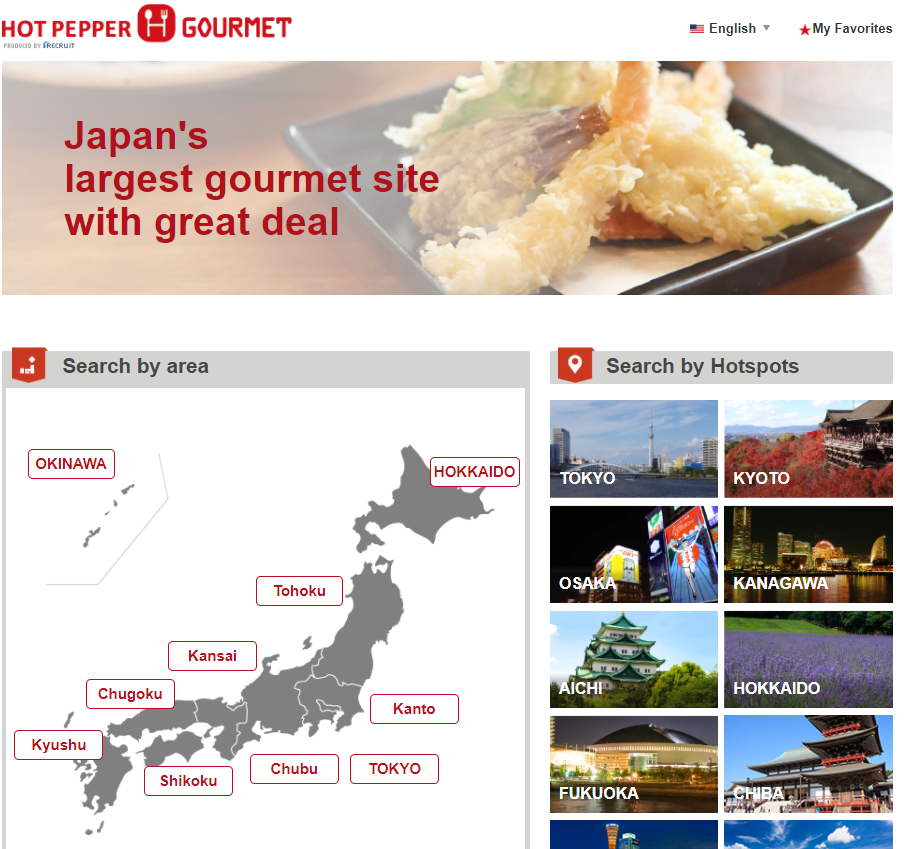 HOT PEPPER GOURMET
PRODUCED BY RECRUIT
English
My Favorites
Japan's
largest gourmet site
with great deal
Search by area
OKINAWA
HOKKAIDO
Tohoku
Kansai
Chugoku
Kanto
Kyushu
Chubu
TOKYO
Shikoku
Search by Hotspots
TOKYO
KYOTO
OSAKA
KANAGAWA
AICHI
HOKKAIDO
FUKUOKA
CHIBA